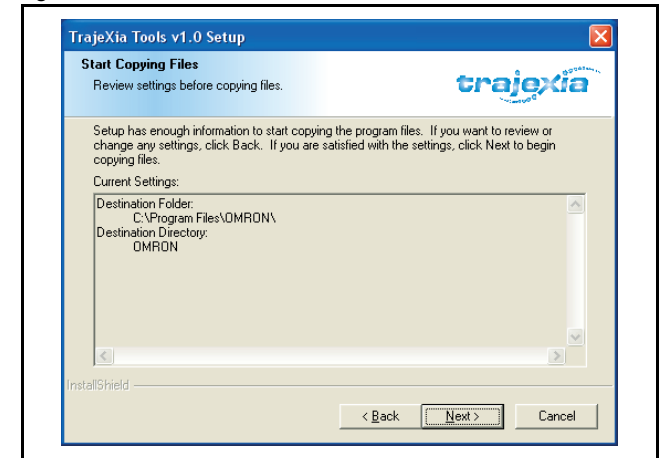 TrajeXia Tools v1.0 Setup
Start Copying Files
Review settings before copying files.
trajexia
Setup has enough information to start copying the program files. If you want to review or
change any settings, click Back. If you are satisfied with the settings, click Next to begin
copying files.
Current Settings:
Destination Folder:
C:\Program Files\OMRON\
Destination Directory:
OMRON
InstallShield
< Back
Next >
Cancel